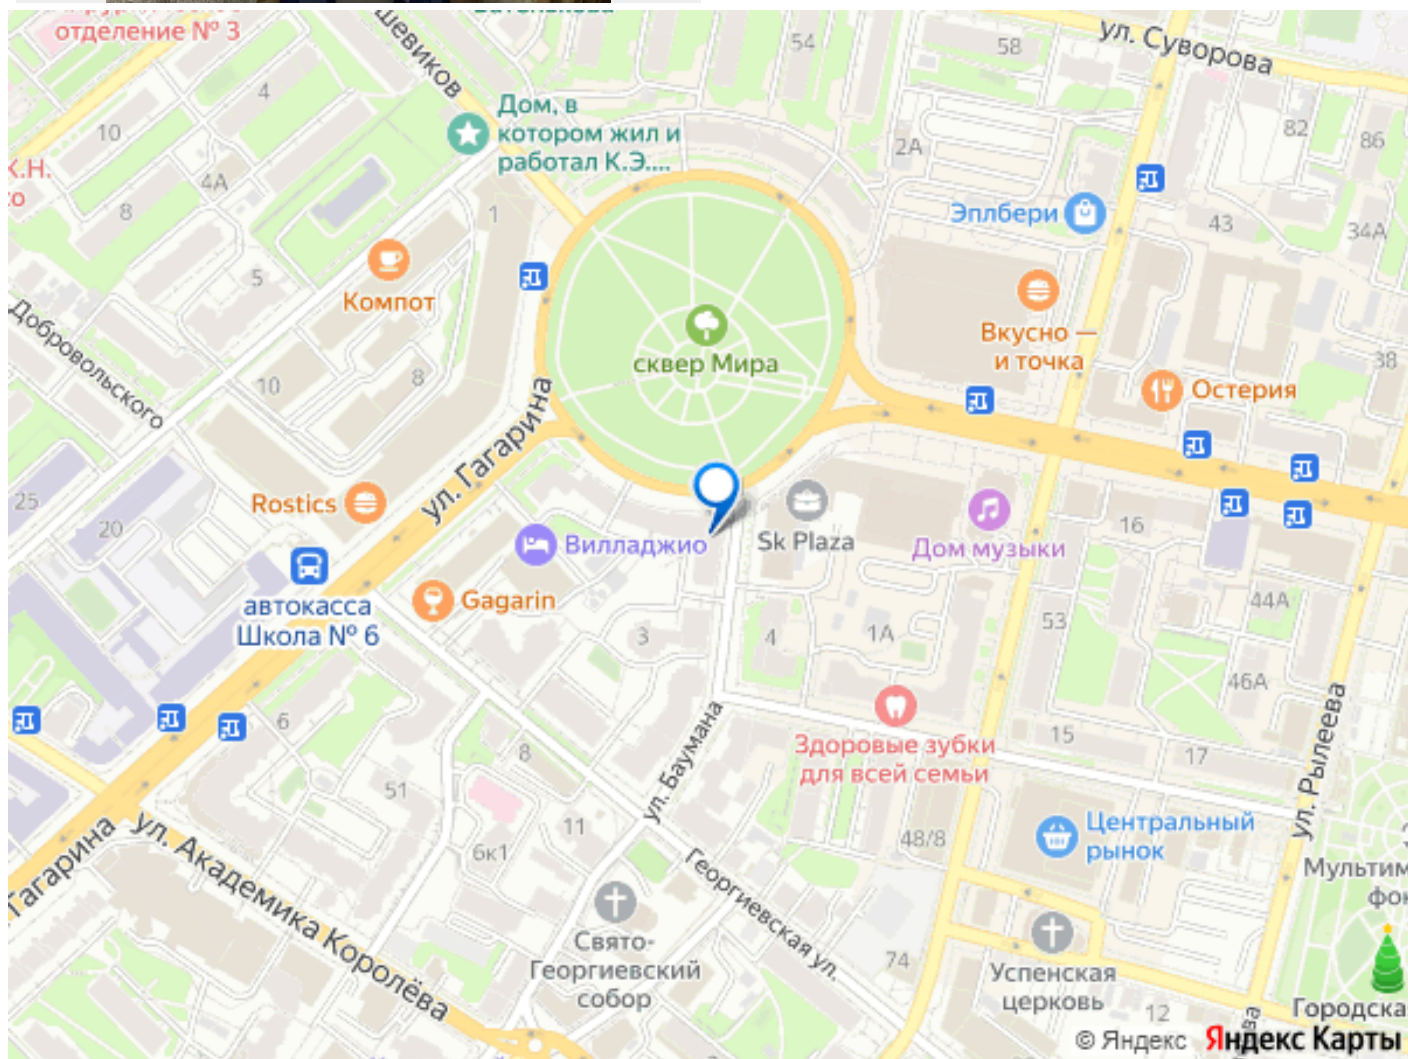 отделение № 3
шевиков
54
58
ул. Суворова
4
10
Дом, в
котором жил и
работал К.Э....
82
86
2А
К.Н.
4А
8
1
Эплбери
43
34А
5
Компот
Вкусно —
и точка
сквер Мира
38
Добровольского
10
8
Остерия
ул. Гагарина
25
20
Rostics
Sk Plaza
Дом музыки
16
Вилладжио
Gagarin
автокасса
Школа № 6
44А
53
3
4
1А
46А
6
8
ул. Баумана
Здоровые зубки
для всей семьи
15
17
ул. Рылеева
51
11
6к1
48/8
Центральный
рынок
Гагарина
ул. Академика Королёва
Георгиевская ул.
Мультим
фо
Свято-
Георгиевский
собор
74
Успенская
церковь
12
Городска
ва
© Яндекс Яндекс Карты